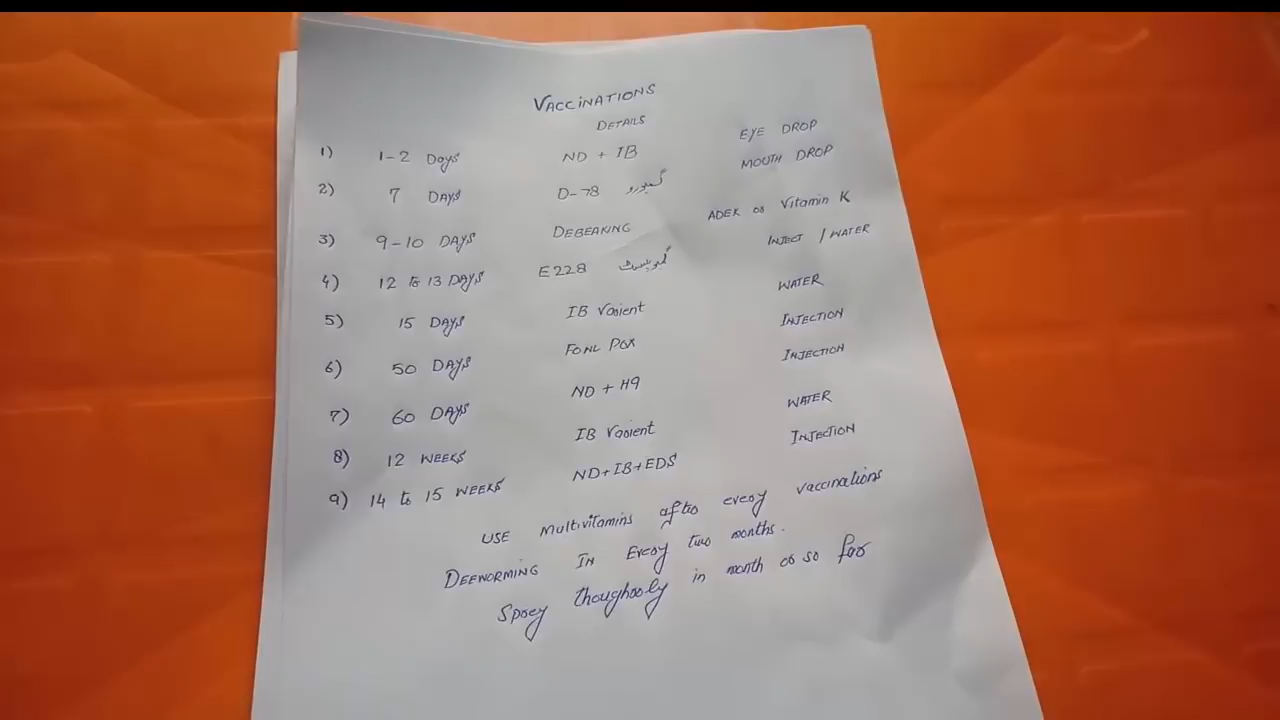 VACCINATIONS
DETAILS
1) 1-2 Days ND + IB EYE DROP
2) 7 DAYS D-78 گمبورو MOUTH DROP
3) 9-10 DAYS DEBEAKING ADEK or Vitamin K
4) 12 to 13 DAYS E228 INJECT / WATER
5) 15 DAYS IB Varient WATER
6) 50 DAYS FOWL POX INJECTION
7) 60 DAYS ND + H9 INJECTION
8) 12 WEEKS IB Varient WATER
9) 14 to 15 WEEKS ND+IB+EDS INJECTION
USE Multivitamins after every vaccinations
DEEWORMING IN Every two months.
Sprey thoughroly in month or so far